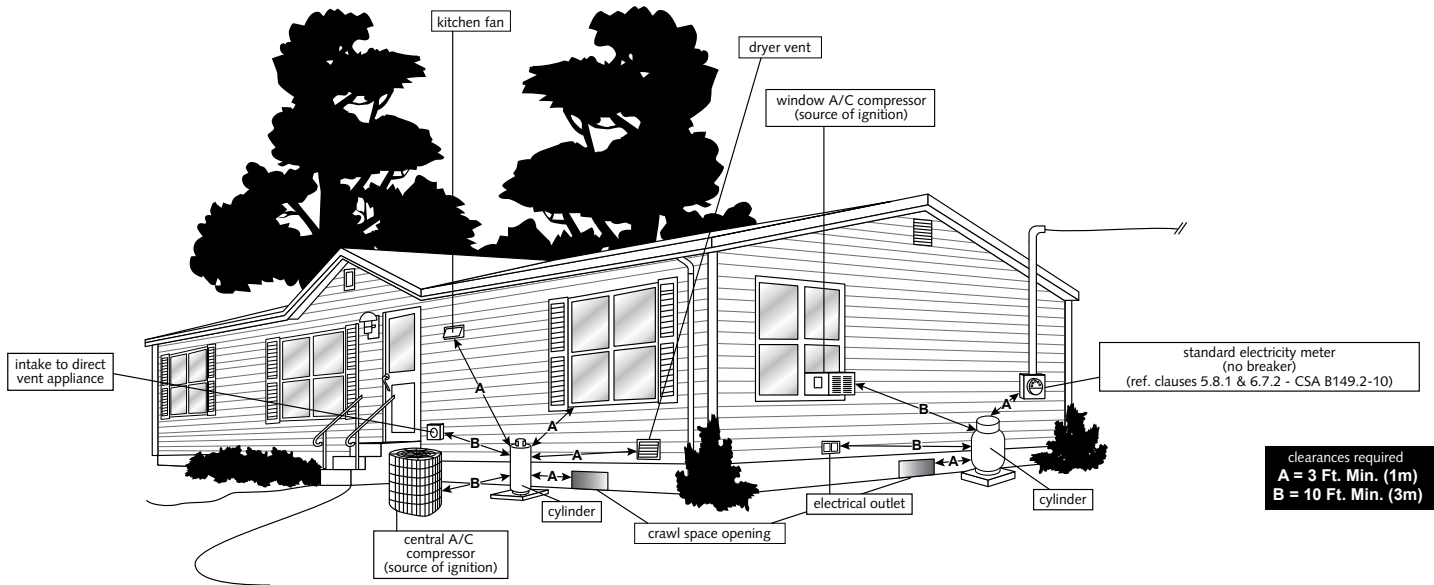 kitchen fan
dryer vent
window A/C compressor
(source of ignition)
intake to direct
vent appliance
standard electricity meter
(no breaker)
(ref. clauses 5.8.1 & 6.7.2 - CSA B149.2-10)
A
A
B
A
B
A
B
A
B
A
clearances required
A = 3 Ft. Min. (1m)
B = 10 Ft. Min. (3m)
cylinder
electrical outlet
cylinder
crawl space opening
central A/C
compressor
(source of ignition)